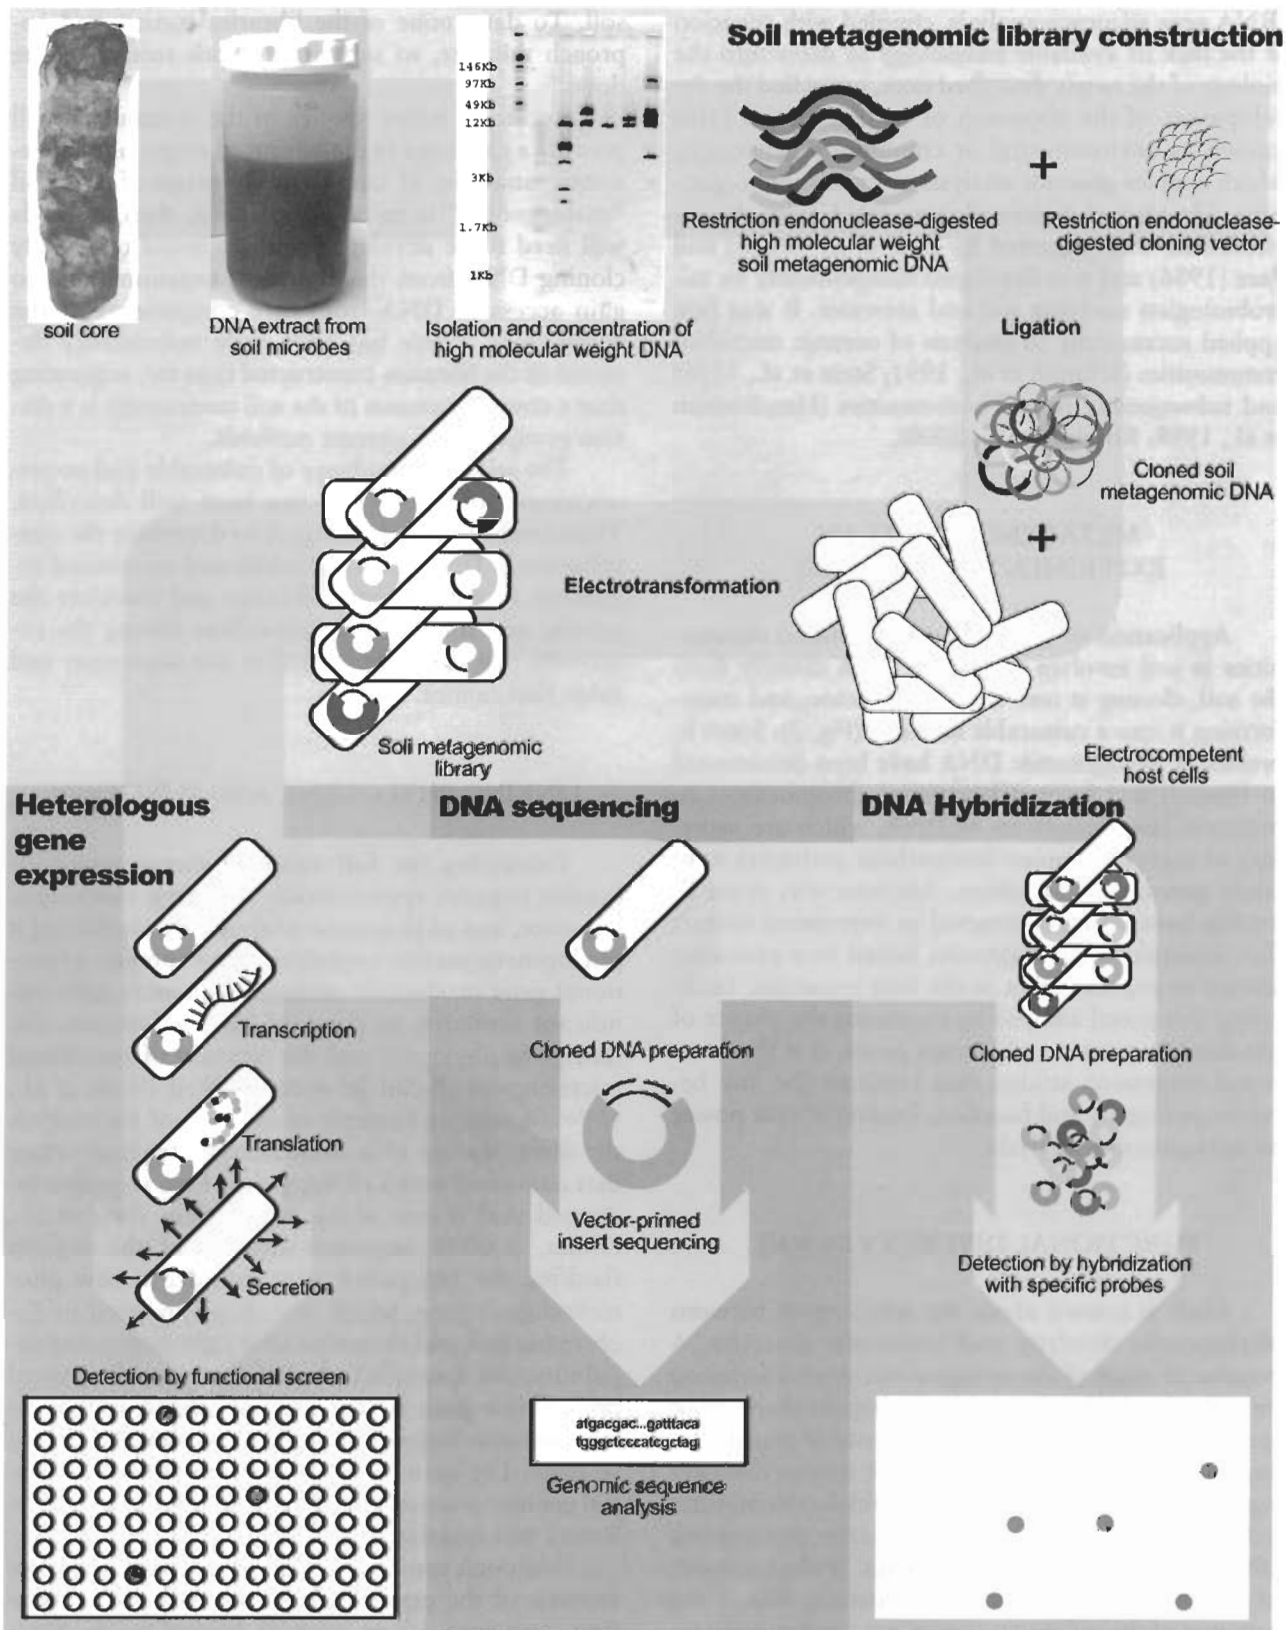 Soil metagenomic library construction
146Kb
97Kb
49Kb
12Kb
3Kb
1.7Kb
1Kb
soil core
DNA extract from
soil microbes
Isolation and concentration of
high molecular weight DNA
+
Restriction endonuclease-digested
high molecular weight
soil metagenomic DNA
Restriction endonuclease-
digested cloning vector
Ligation
Cloned soil
metagenomic DNA
+
Electrotransformation
Electrocompetent
host cells
Soil metagenomic
library
Heterologous
gene
expression
Transcription
Translation
Secretion
Detection by functional screen
DNA sequencing
Cloned DNA preparation
Vector-primed
insert sequencing
atgacgac...gatttaca
tgggctcccatcgctag
Genomic sequence
analysis
DNA Hybridization
Cloned DNA preparation
Detection by hybridization
with specific probes